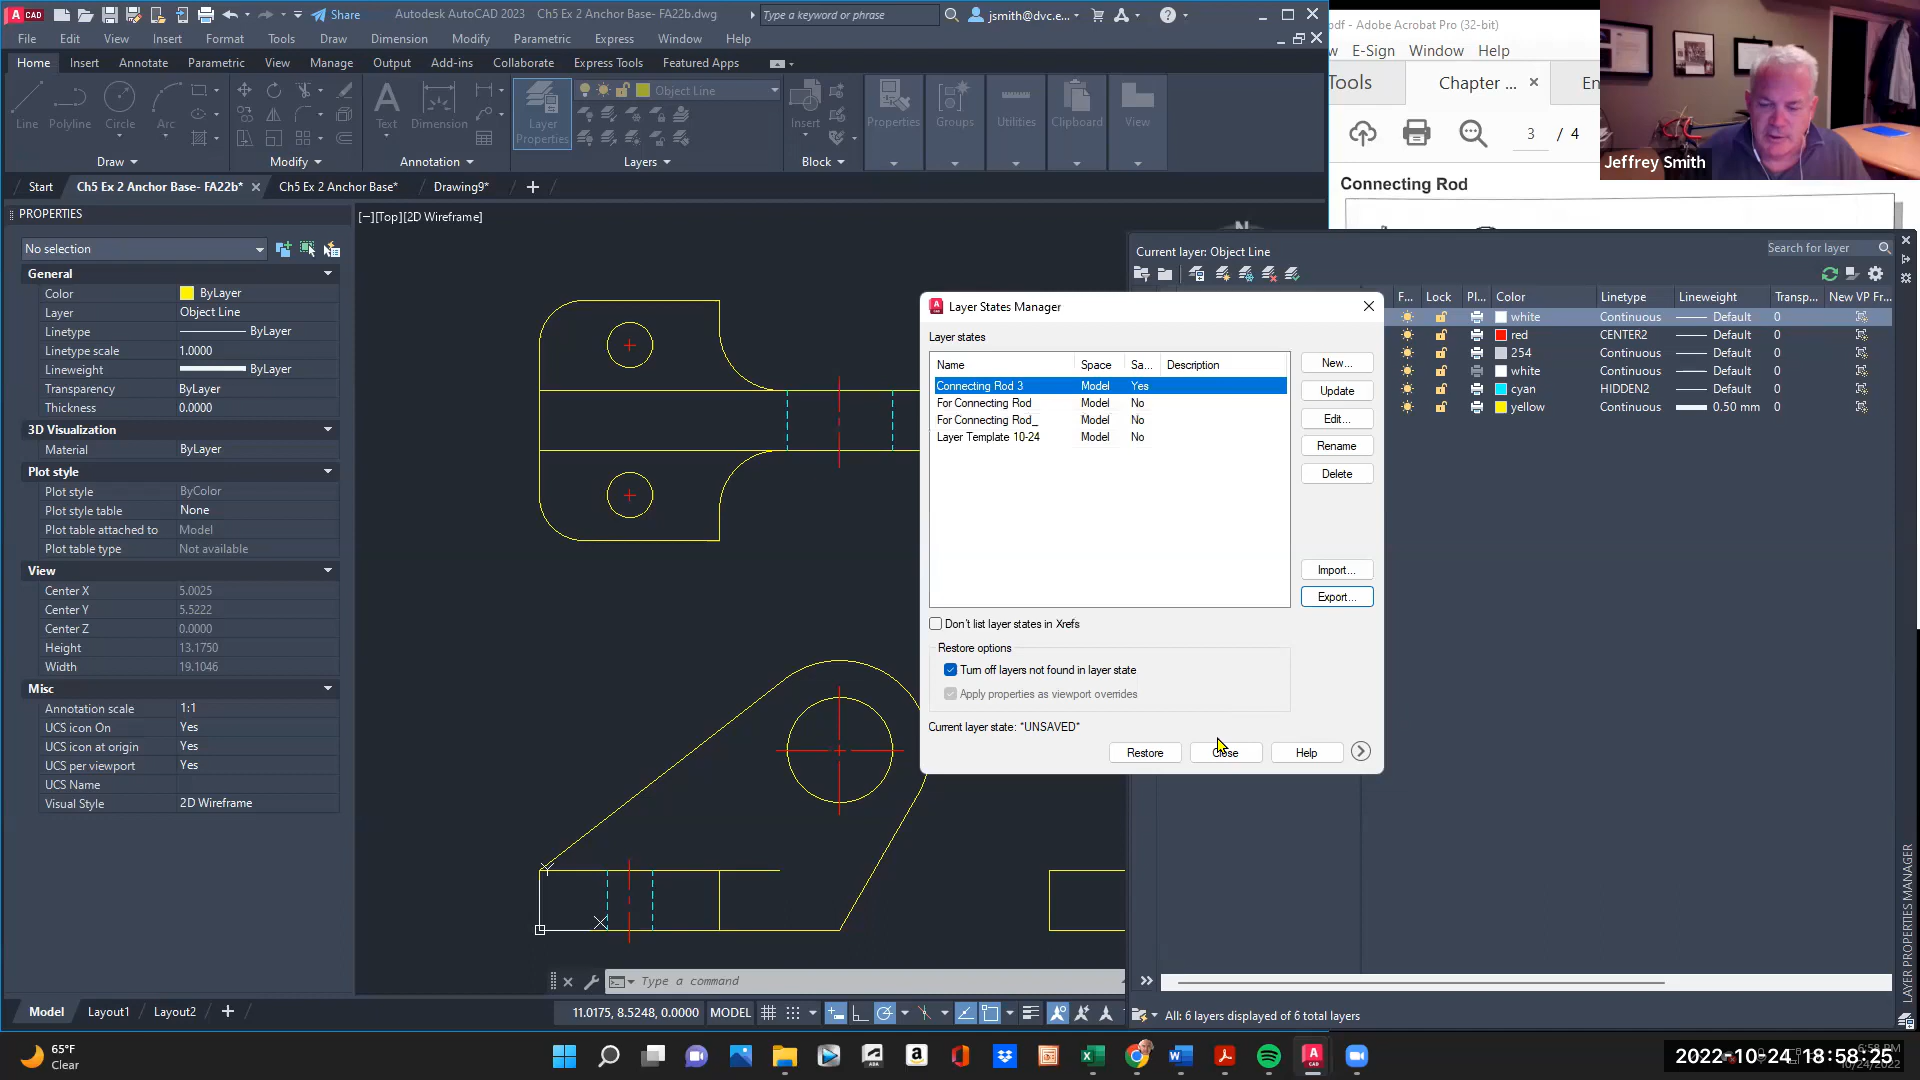 Share
Autodesk AutoCAD 2023 Ch5 Ex 2 Anchor Base- FA22b.dwg
Type a keyword or phrase
jsmith@dvc.e...
File Edit View Insert Format Tools Draw Dimension Modify Parametric Express Window Help
Home Insert Annotate Parametric View Manage Output Add-ins Collaborate Express Tools Featured Apps
Object Line
Line Polyline Circle Arc Text Dimension Layer Properties Insert Properties Groups Utilities Clipboard View
Draw Modify Annotation Layers Block
Start Ch5 Ex 2 Anchor Base- FA22b* Ch5 Ex 2 Anchor Base* Drawing9*
PROPERTIES
[−][Top][2D Wireframe]
No selection
General
Color ByLayer
Layer Object Line
Linetype ByLayer
Linetype scale 1.0000
Lineweight ByLayer
Transparency ByLayer
Thickness 0.0000
3D Visualization
Material ByLayer
Plot style
Plot style ByColor
Plot style table None
Plot table attached to Model
Plot table type Not available
View
Center X 5.0025
Center Y 5.5222
Center Z 0.0000
Height 13.1750
Width 19.1046
Misc
Annotation scale 1:1
UCS icon On Yes
UCS icon at origin Yes
UCS per viewport Yes
UCS Name
Visual Style 2D Wireframe
Type a command
Model Layout1 Layout2
11.0175, 8.5248, 0.0000 MODEL
pdf - Adobe Acrobat Pro (32-bit)
E-Sign Window Help
Tools Chapter ...
3 / 4
Connecting Rod
Jeffrey Smith
Current layer: Object Line
Search for layer
F... Lock Pl... Color Linetype Lineweight Transp... New VP Fr...
white Continuous Default 0
red CENTER2 Default 0
254 Continuous Default 0
white Continuous Default 0
cyan HIDDEN2 Default 0
yellow Continuous 0.50 mm 0
LAYER PROPERTIES MANAGER
All: 6 layers displayed of 6 total layers
Layer States Manager
Layer states
Name Space Sa... Description
Connecting Rod 3 Model Yes
For Connecting Rod Model No
For Connecting Rod_ Model No
Layer Template 10-24 Model No
New...
Update
Edit...
Rename
Delete
Import...
Export...
Don't list layer states in Xrefs
Restore options
Turn off layers not found in layer state
Apply properties as viewport overrides
Current layer state: *UNSAVED*
Restore Close Help
65°F
Clear
2022-10-24 18:58:25